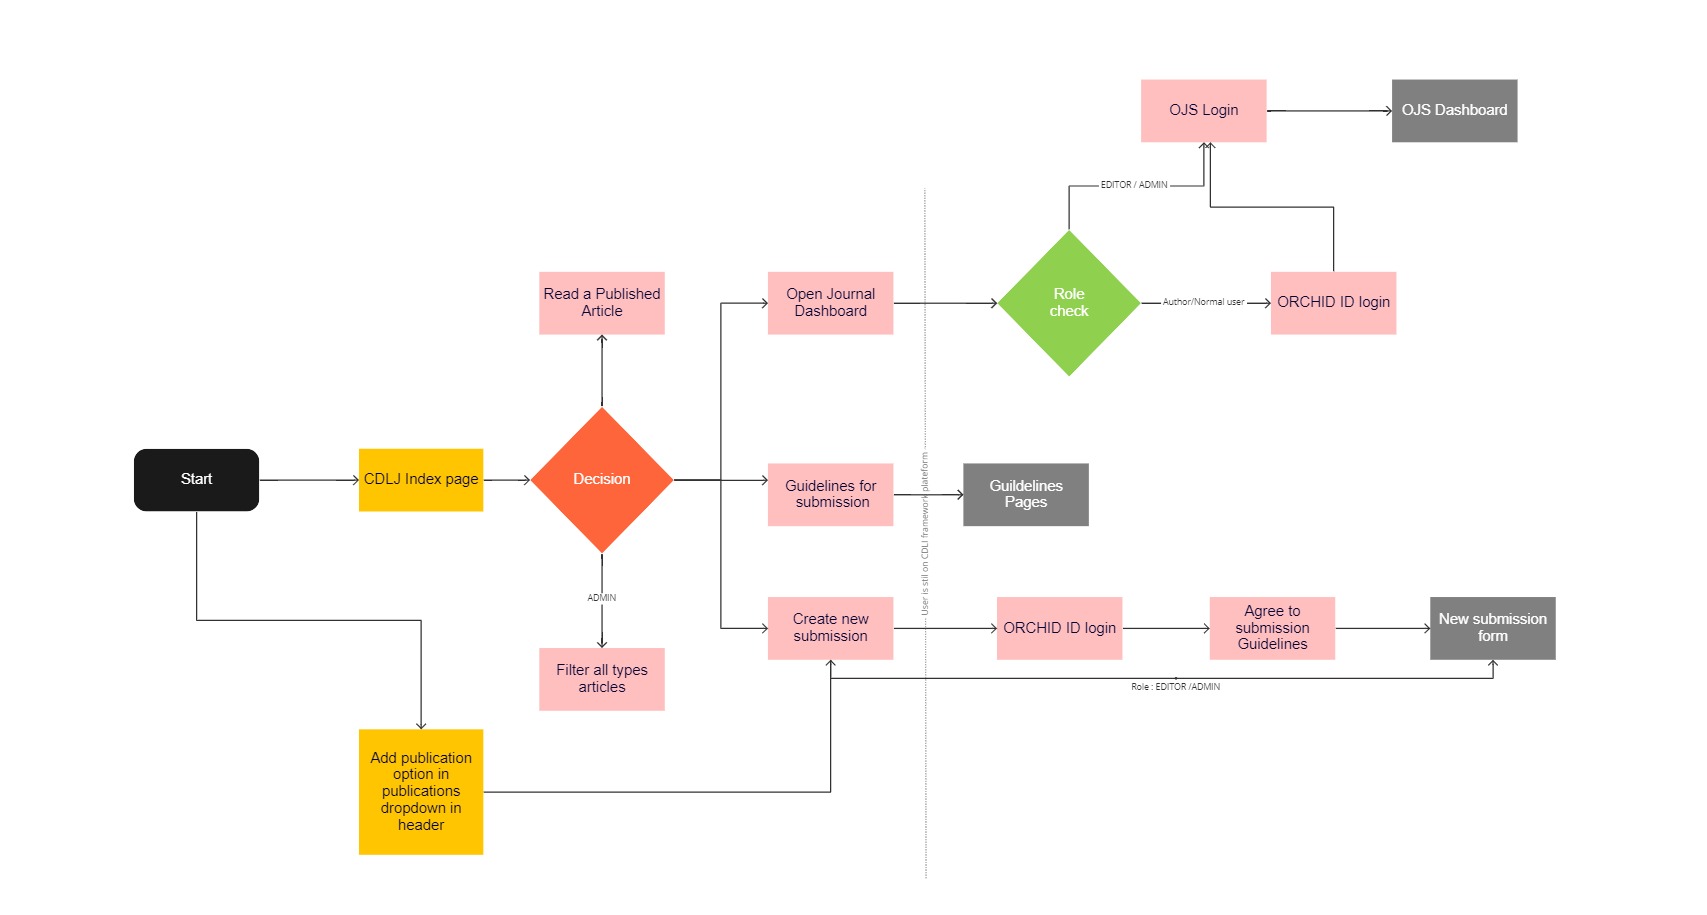 OJS Login
OJS Dashboard
EDITOR / ADMIN
Read a Published
Article
Open Journal
Dashboard
Role
check
Author/Normal user
ORCHID ID login
Start
CDLJ Index page
Decision
Guidelines for
submission
Guildelines
Pages
User is stil on CDLI framework plateform
ADMIN
Create new
submission
ORCHID ID login
Agree to
submission
Guidelines
New submission
form
Filter all types
articles
Role : EDITOR /ADMIN
Add publication
option in
publications
dropdown in
header